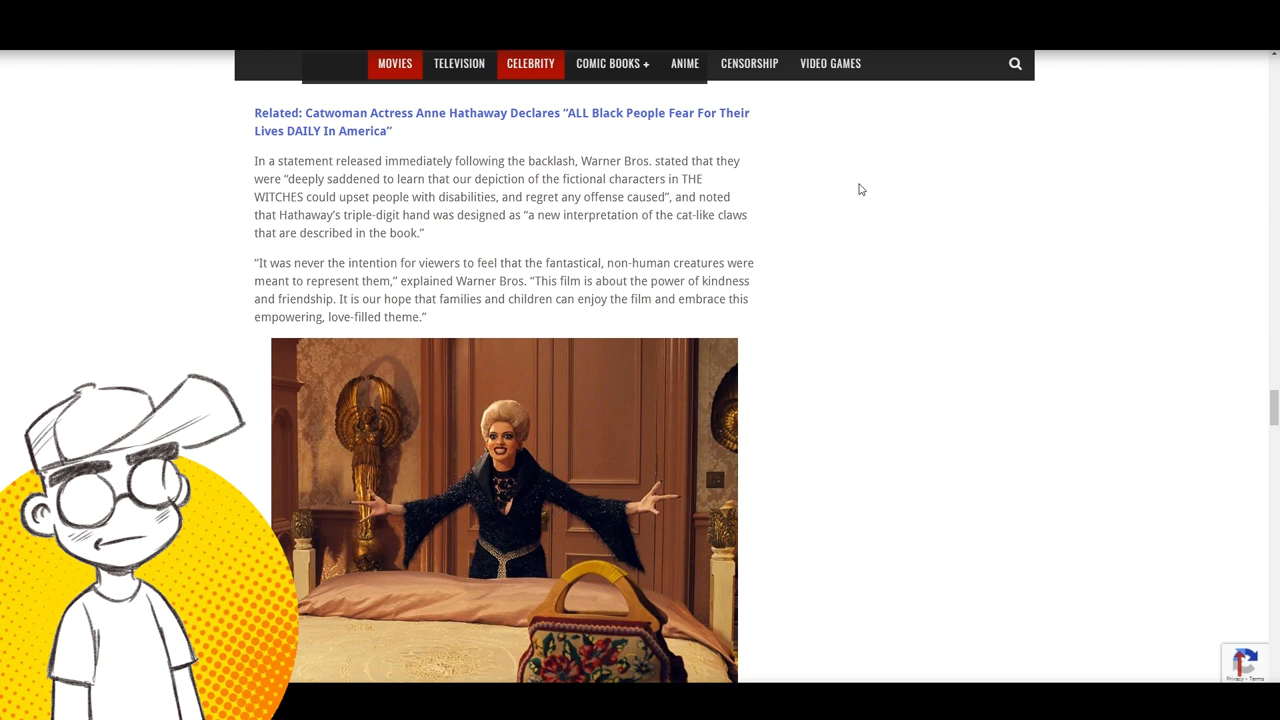 MOVIES TELEVISION CELEBRITY COMIC BOOKS + ANIME CENSORSHIP VIDEO GAMES
Related: Catwoman Actress Anne Hathaway Declares “ALL Black People Fear For Their
Lives DAILY In America”
In a statement released immediately following the backlash, Warner Bros. stated that they
were “deeply saddened to learn that our depiction of the fictional characters in THE
WITCHES could upset people with disabilities, and regret any offense caused”, and noted
that Hathaway’s triple-digit hand was designed as “a new interpretation of the cat-like claws
that are described in the book.”
“It was never the intention for viewers to feel that the fantastical, non-human creatures were
meant to represent them,” explained Warner Bros. “This film is about the power of kindness
and friendship. It is our hope that families and children can enjoy the film and embrace this
empowering, love-filled theme.”
Privacy - Terms